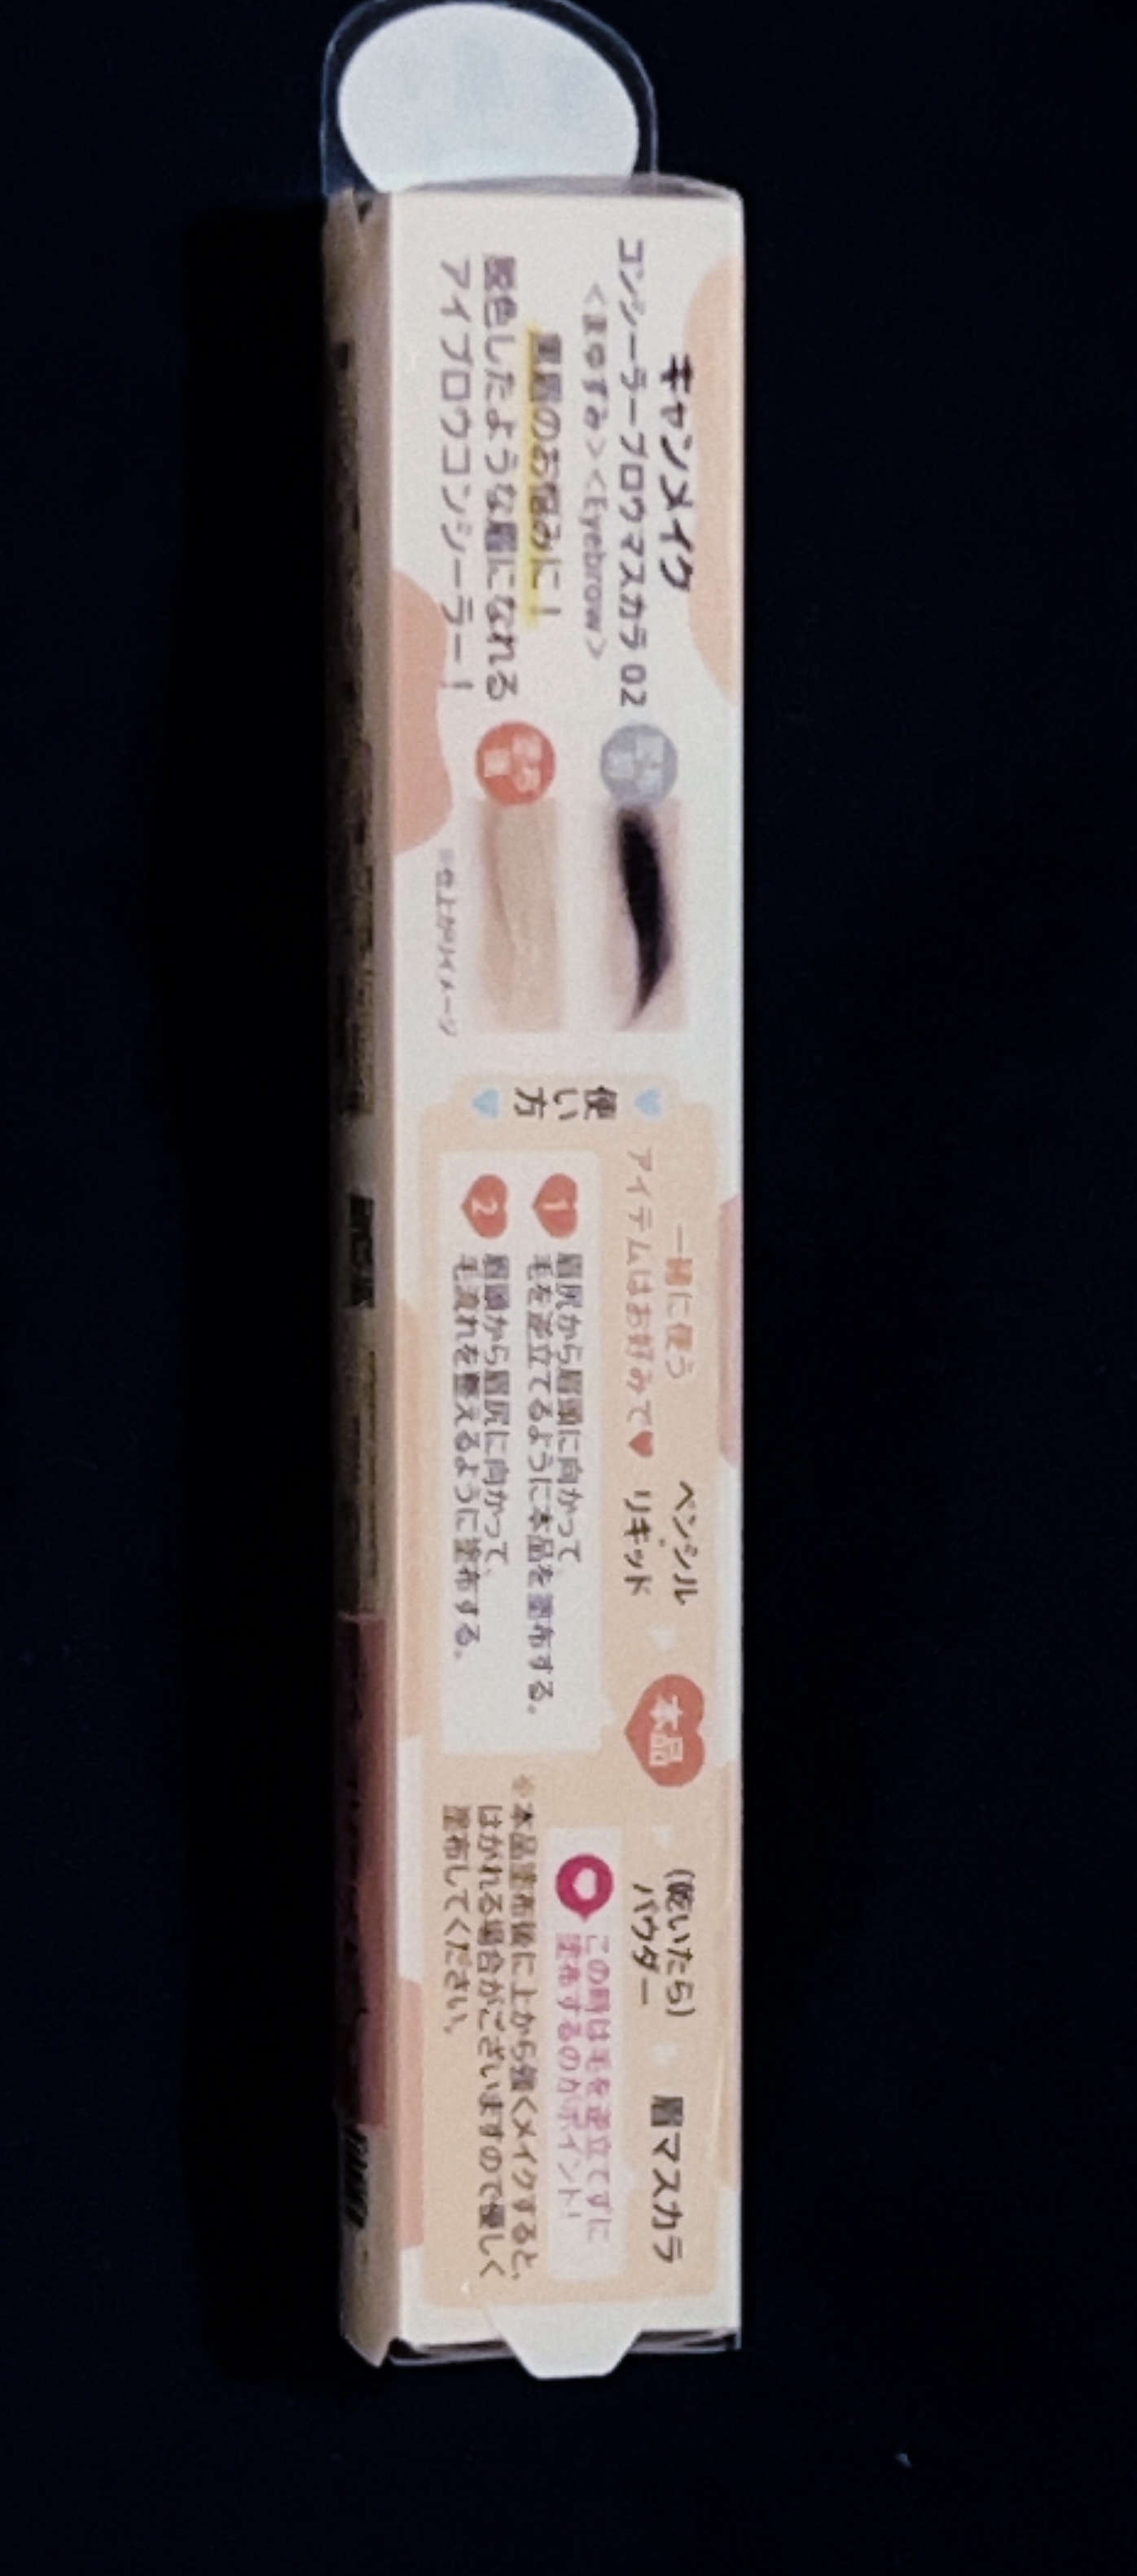 キャンメイク
コンシーラーブロウマスカラ 02
<まゆずみ><Eyebrow>
黒眉のお悩みに！
脱色したような眉になれる
アイブロウコンシーラー！
※仕上がりイメージ
使い方
一緒に使う
アイテムはお好みで♥
ペンシル
・
リキッド
本品
(乾いたら)
パウダー
眉マスカラ
1 眉尻から眉頭に向かって、
毛を逆立てるように本品を塗布する。
2 眉頭から眉尻に向かって、
毛流れを整えるように塗布する。
この時は毛を逆立てずに
塗布するのがポイント!
※本品塗布後に上から強くメイクすると、
はがれる場合がございますので優しく
塗布してください。